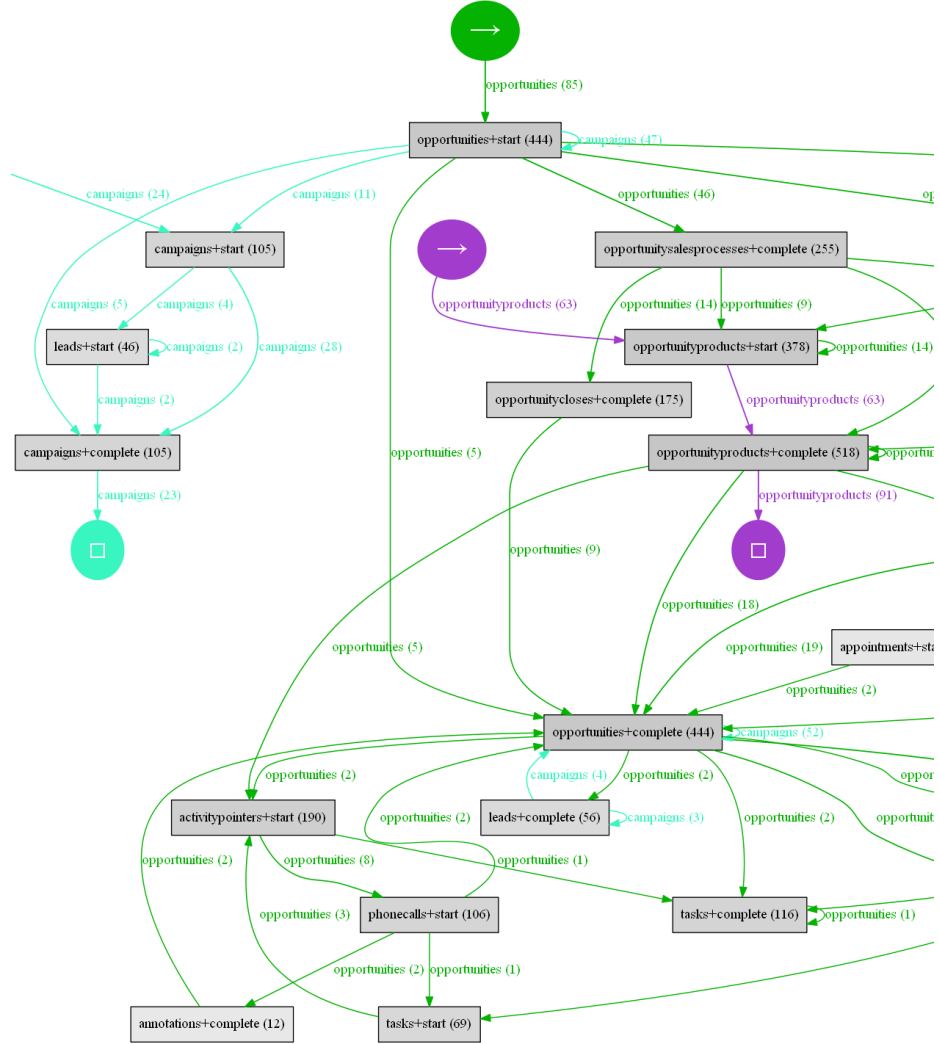 opportunities (85)
opportunities+start (444)
campaigns (47)
campaigns (24)
campaigns (11)
opportunities (46)
campaigns+start (105)
opportunitysalesprocesses+complete (255)
campaigns (5)
campaigns (4)
opportunityproducts (63)
opportunities (14)
opportunities (9)
leads+start (46)
campaigns (2)
campaigns (28)
opportunityproducts+start (378)
opportunities (14)
campaigns (2)
opportunitycloses+complete (175)
opportunityproducts (63)
campaigns+complete (105)
opportunities (5)
opportunityproducts+complete (518)
campaigns (23)
opportunityproducts (91)
opportunities (9)
opportunities (18)
opportunities (5)
opportunities (19)
opportunities (2)
opportunities+complete (444)
campaigns (52)
opportunities (2)
campaigns (4)
opportunities (2)
activitypointers+start (190)
opportunities (2)
leads+complete (56)
campaigns (3)
opportunities (2)
opportunities (2)
opportunities (8)
opportunities (1)
opportunities (3)
phonecalls+start (106)
tasks+complete (116)
opportunities (1)
opportunities (2)
opportunities (1)
annotations+complete (12)
tasks+start (69)